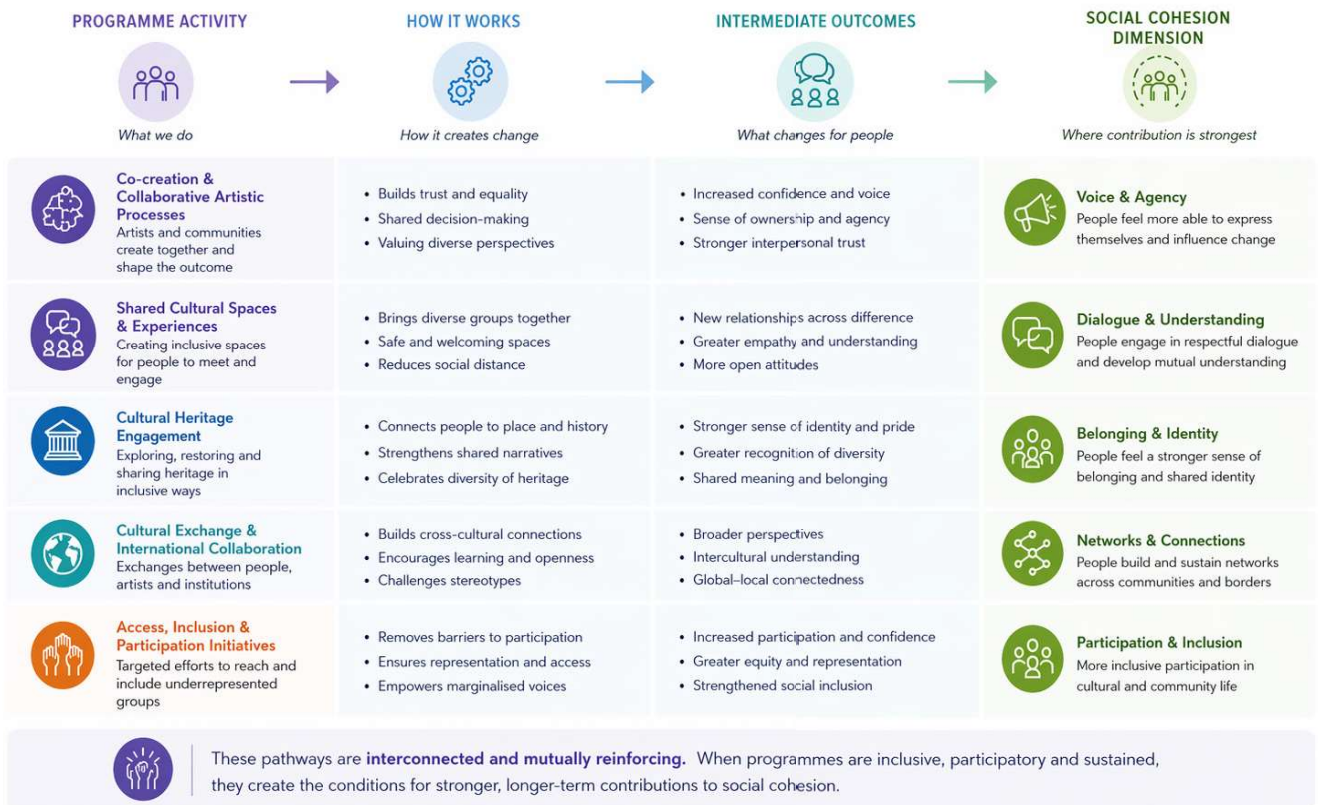 PROGRAMME ACTIVITY
What we do
HOW IT WORKS
How it creates change
INTERMEDIATE OUTCOMES
What changes for people
SOCIAL COHESION
DIMENSION
Where contribution is strongest
Co-creation &
Collaborative Artistic
Processes
Artists and communities
create together and
shape the outcome
• Builds trust and equality
• Shared decision-making
• Valuing diverse perspectives
• Increased confidence and voice
• Sense of ownership and agency
• Stronger interpersonal trust
Voice & Agency
People feel more able to express
themselves and influence change
Shared Cultural Spaces
& Experiences
Creating inclusive spaces
for people to meet and
engage
• Brings diverse groups together
• Safe and welcoming spaces
• Reduces social distance
• New relationships across difference
• Greater empathy and understanding
• More open attitudes
Dialogue & Understanding
People engage in respectful dialogue
and develop mutual understanding
Cultural Heritage
Engagement
Exploring, restoring and
sharing heritage in
inclusive ways
• Connects people to place and history
• Strengthens shared narratives
• Celebrates diversity of heritage
• Stronger sense of identity and pride
• Greater recognition of diversity
• Shared meaning and belonging
Belonging & Identity
People feel a stronger sense of
belonging and shared identity
Cultural Exchange &
International Collaboration
Exchanges between people,
artists and institutions
• Builds cross-cultural connections
• Encourages learning and openness
• Challenges stereotypes
• Broader perspectives
• Intercultural understanding
• Global–local connectedness
Networks & Connections
People build and sustain networks
across communities and borders
Access, Inclusion &
Participation Initiatives
Targeted efforts to reach and
include underrepresented
groups
• Removes barriers to participation
• Ensures representation and access
• Empowers marginalised voices
• Increased participation and confidence
• Greater equity and representation
• Strengthened social inclusion
Participation & Inclusion
More inclusive participation in
cultural and community life
These pathways are interconnected and mutually reinforcing. When programmes are inclusive, participatory and sustained,
they create the conditions for stronger, longer-term contributions to social cohesion.